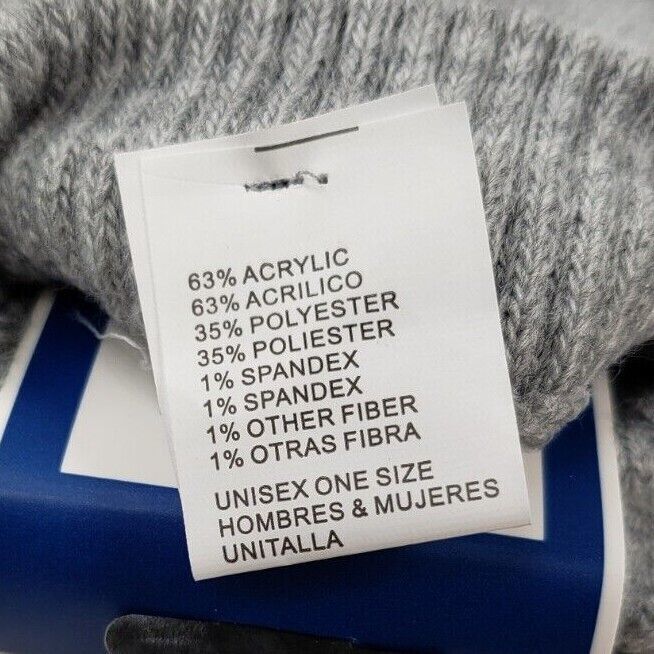 63% ACRYLIC
63% ACRILICO
35% POLYESTER
35% POLIESTER
1% SPANDEX
1% SPANDEX
1% OTHER FIBER
1% OTRAS FIBRA
UNISEX ONE SIZE
HOMBRES & MUJERES
UNITALLA